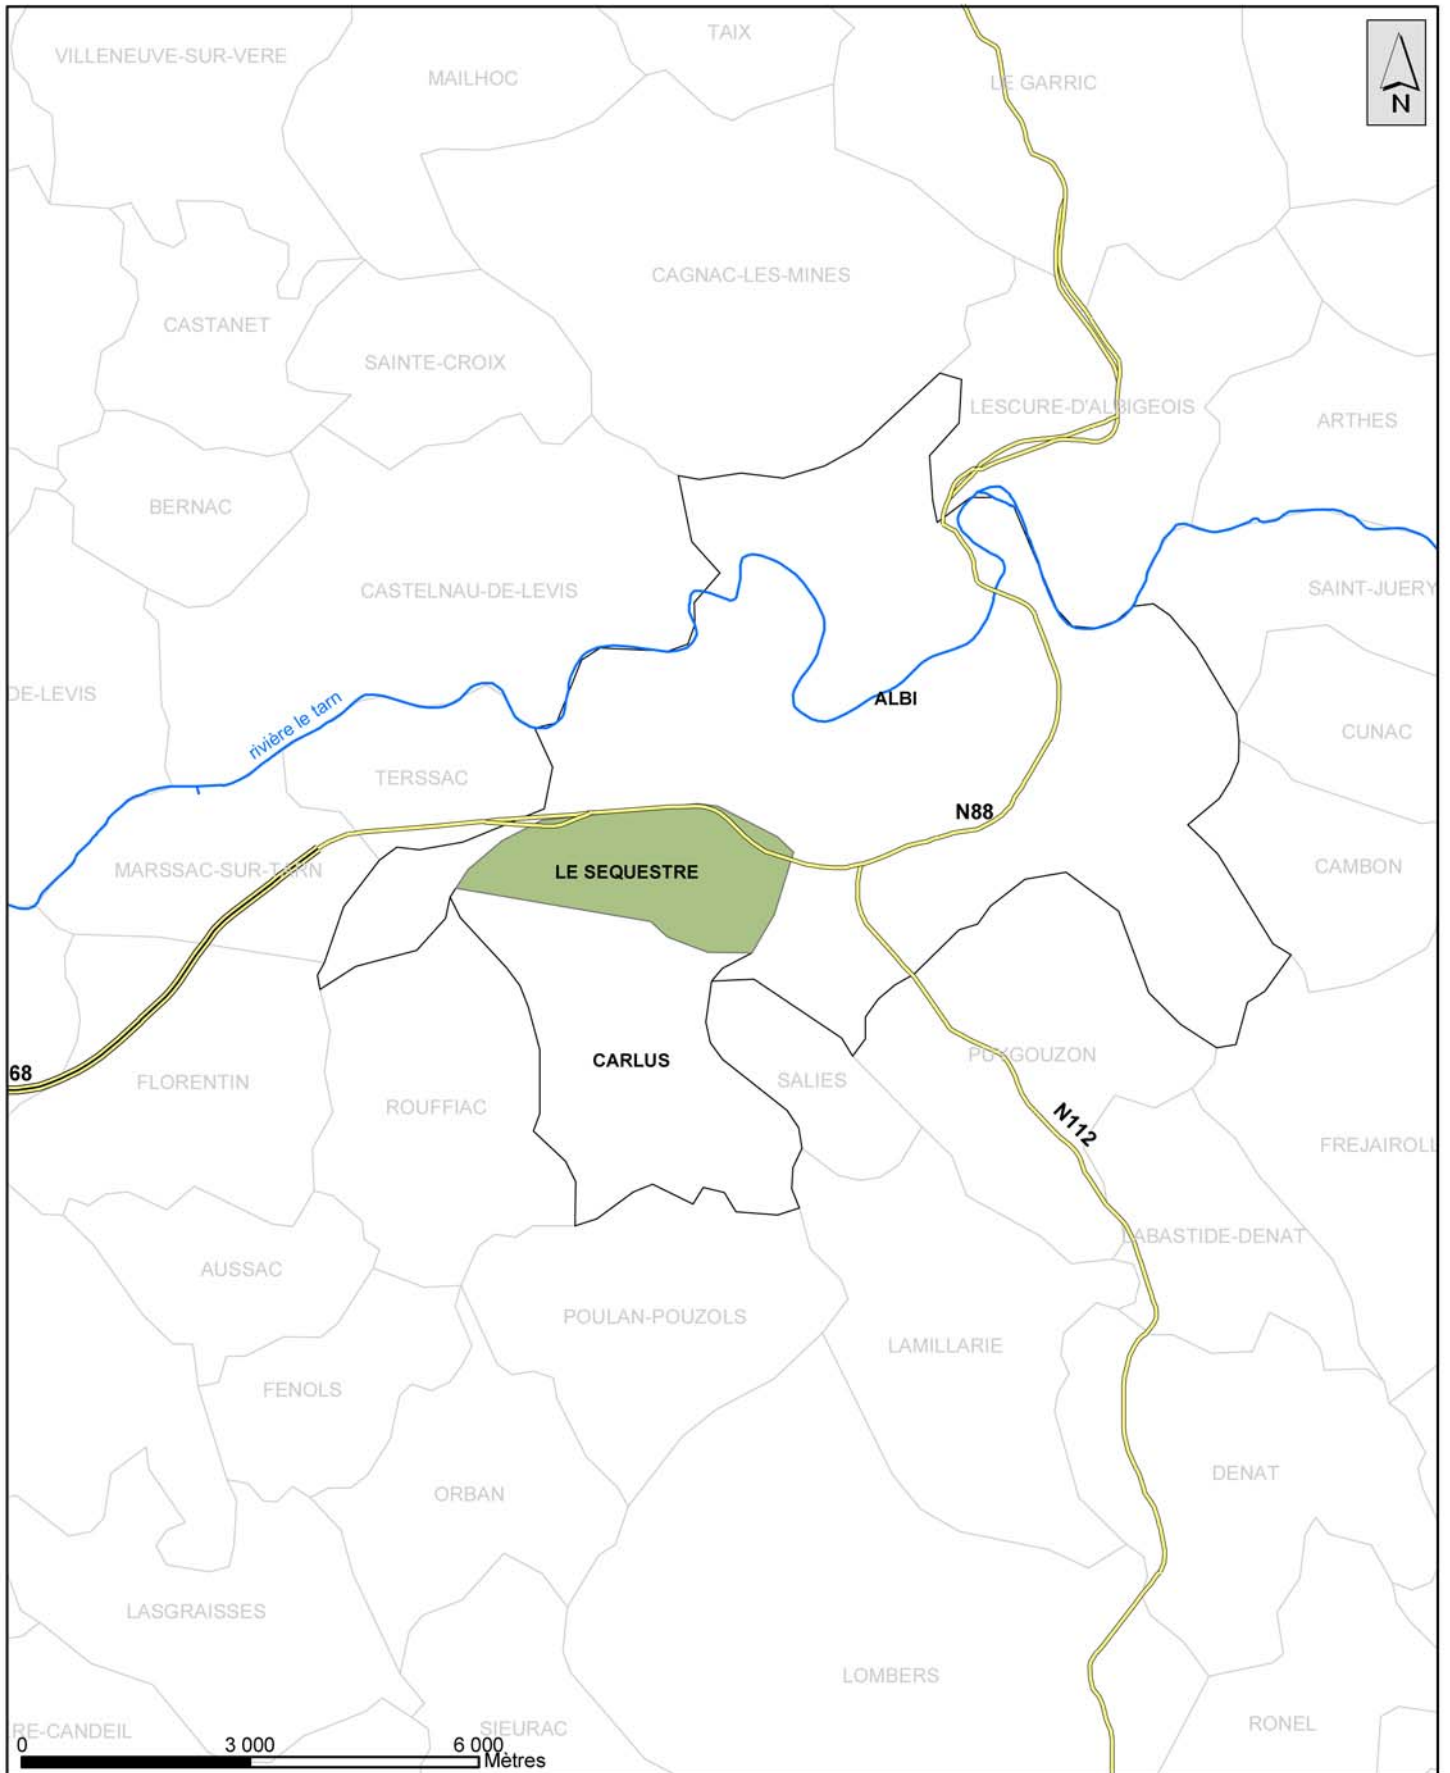 TAIX
VILLENEUVE-SUR-VERE
MAILHOC
LE GARRIC
N
CAGNAC-LES-MINES
CASTANET
SAINTE-CROIX
LESCURE-D'ALBIGEOIS
ARTHES
BERNAC
CASTELNAU-DE-LEVIS
SAINT-JUERY
DE-LEVIS
ALBI
rivière le tarn
CUNAC
TERSSAC
N88
MARSSAC-SUR-TARN
LE SEQUESTRE
CAMBON
PUYGOUZON
CARLUS
68
FLORENTIN
SALIES
ROUFFIAC
N112
FREJAIROLL
LABASTIDE-DENAT
AUSSAC
POULAN-POUZOLS
LAMILLARIE
FENOLS
DENAT
ORBAN
LASGRAISSES
LOMBERS
RONEL
RE-CANDEIL
SIEURAC
0 3 000 6 000
Mètres